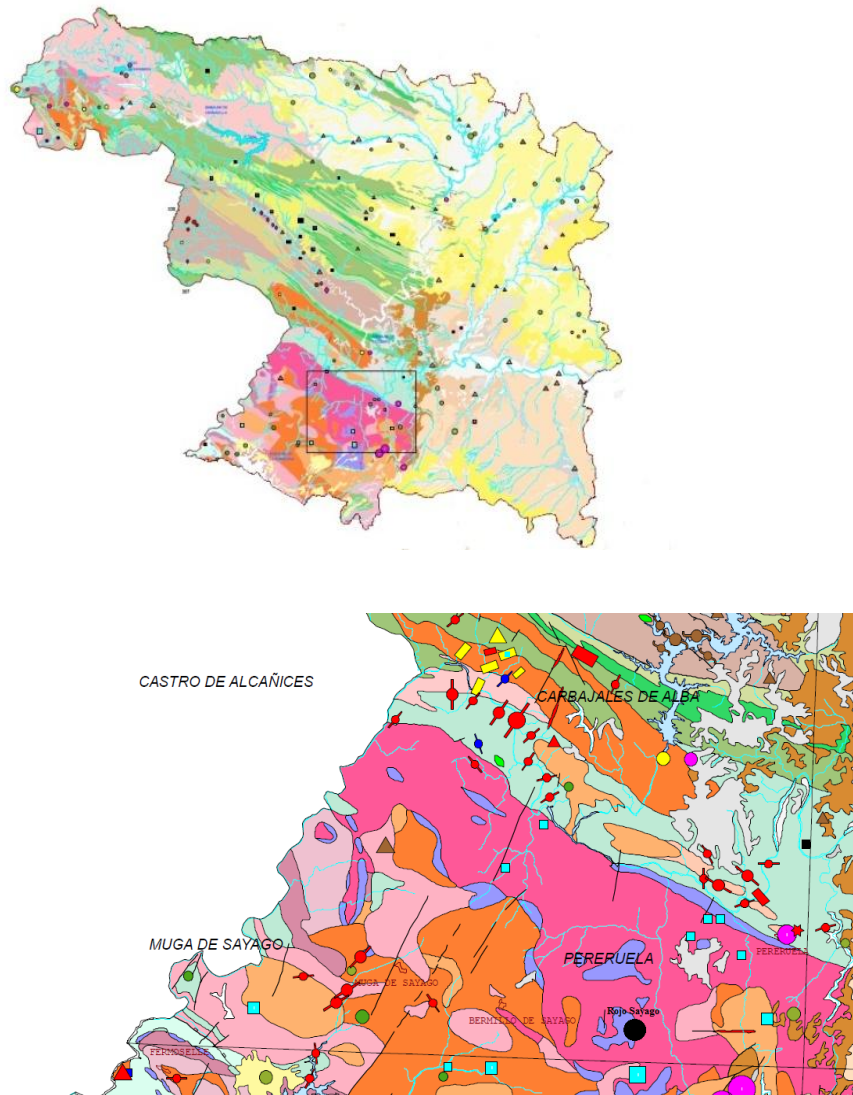 CASTRO DE ALCAÑICES
CARBAJALES DE ALBA
MUGA DE SAYAGO
PERERUELA
PERERUELA
MUGA DE SAYAGO
Rojo Sayago
BERMILLO DE SAYAGO
FERMOSELLE